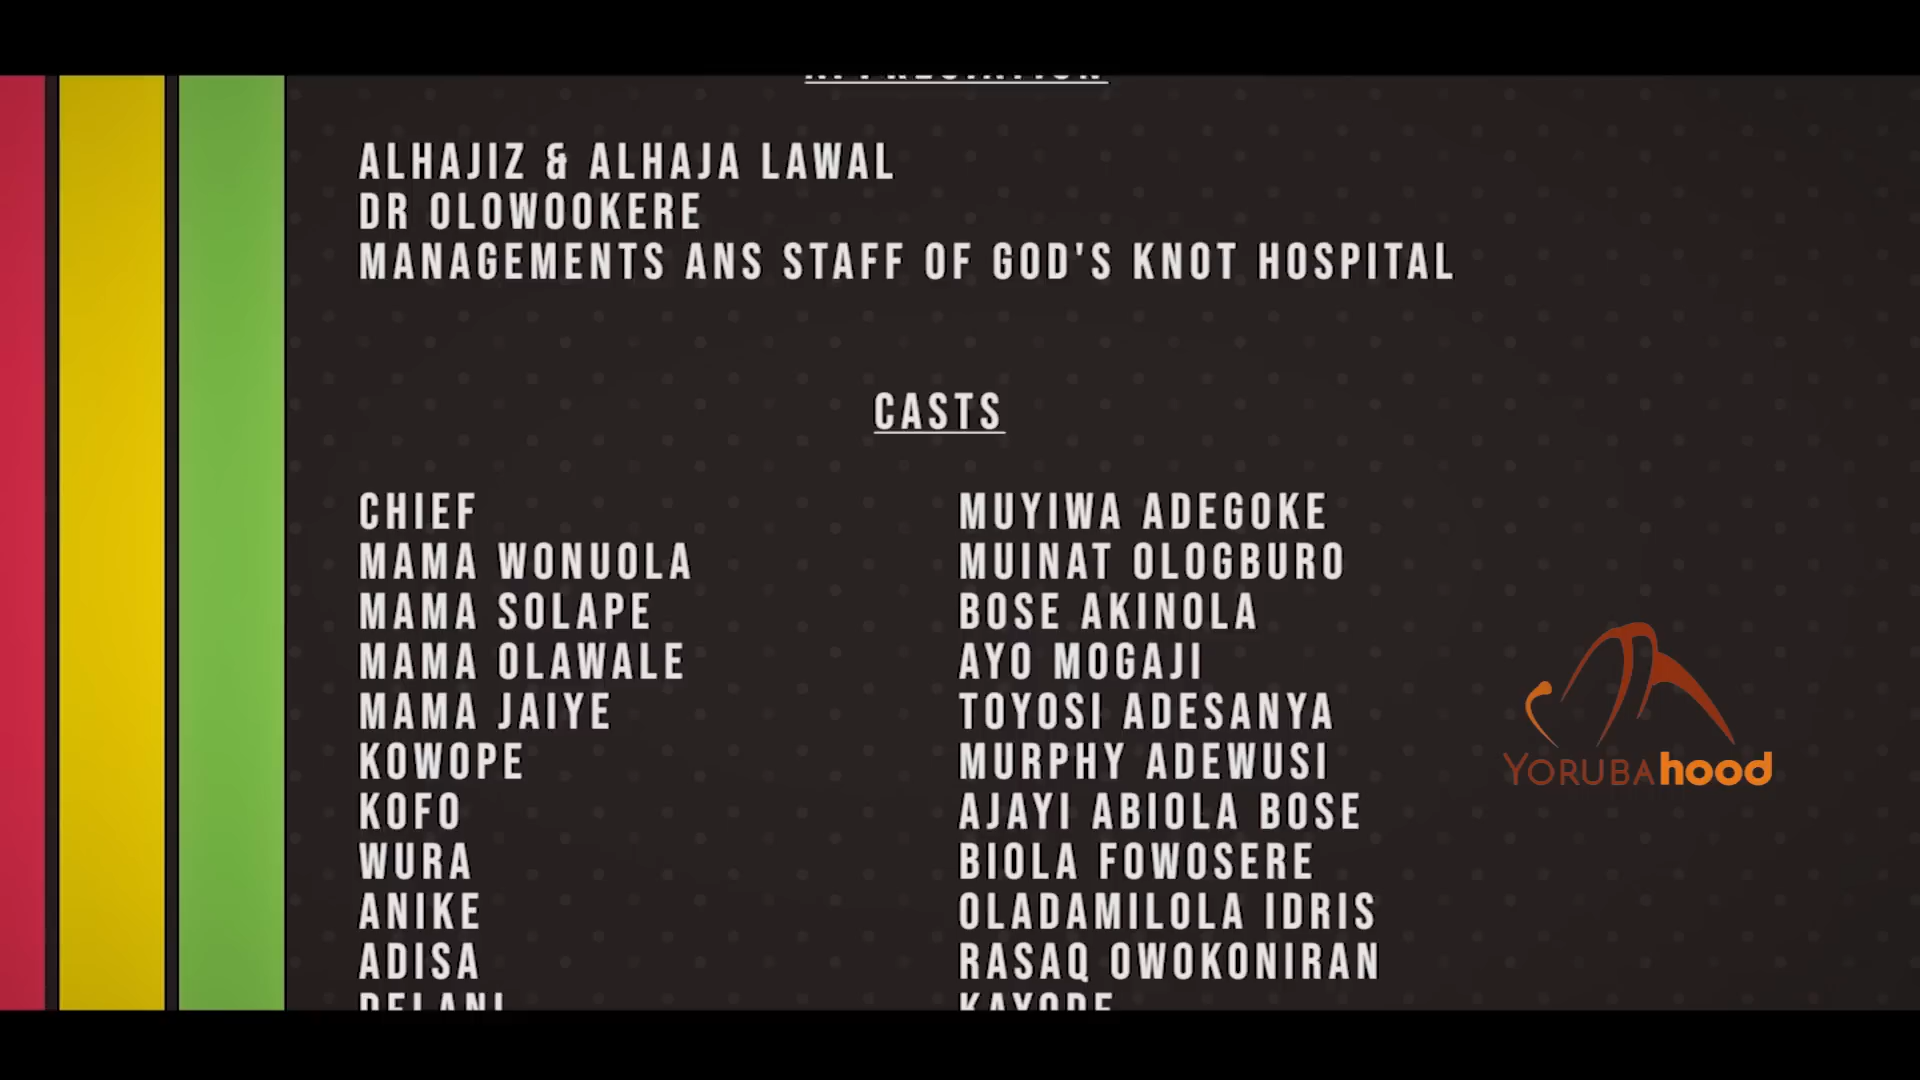 APPRECIATION
ALHAJIZ & ALHAJA LAWAL
DR OLOWOOKERE
MANAGEMENTS ANS STAFF OF GOD'S KNOT HOSPITAL
CASTS
CHIEF MUYIWA ADEGOKE
MAMA WONUOLA MUINAT OLOGBURO
MAMA SOLAPE BOSE AKINOLA
MAMA OLAWALE AYO MOGAJI
MAMA JAIYE TOYOSI ADESANYA
KOWOPE MURPHY ADEWUSI
KOFO AJAYI ABIOLA BOSE
WURA BIOLA FOWOSERE
ANIKE OLADAMILOLA IDRIS
ADISA RASAQ OWOKONIRAN
KAYODE
YORUBAhood